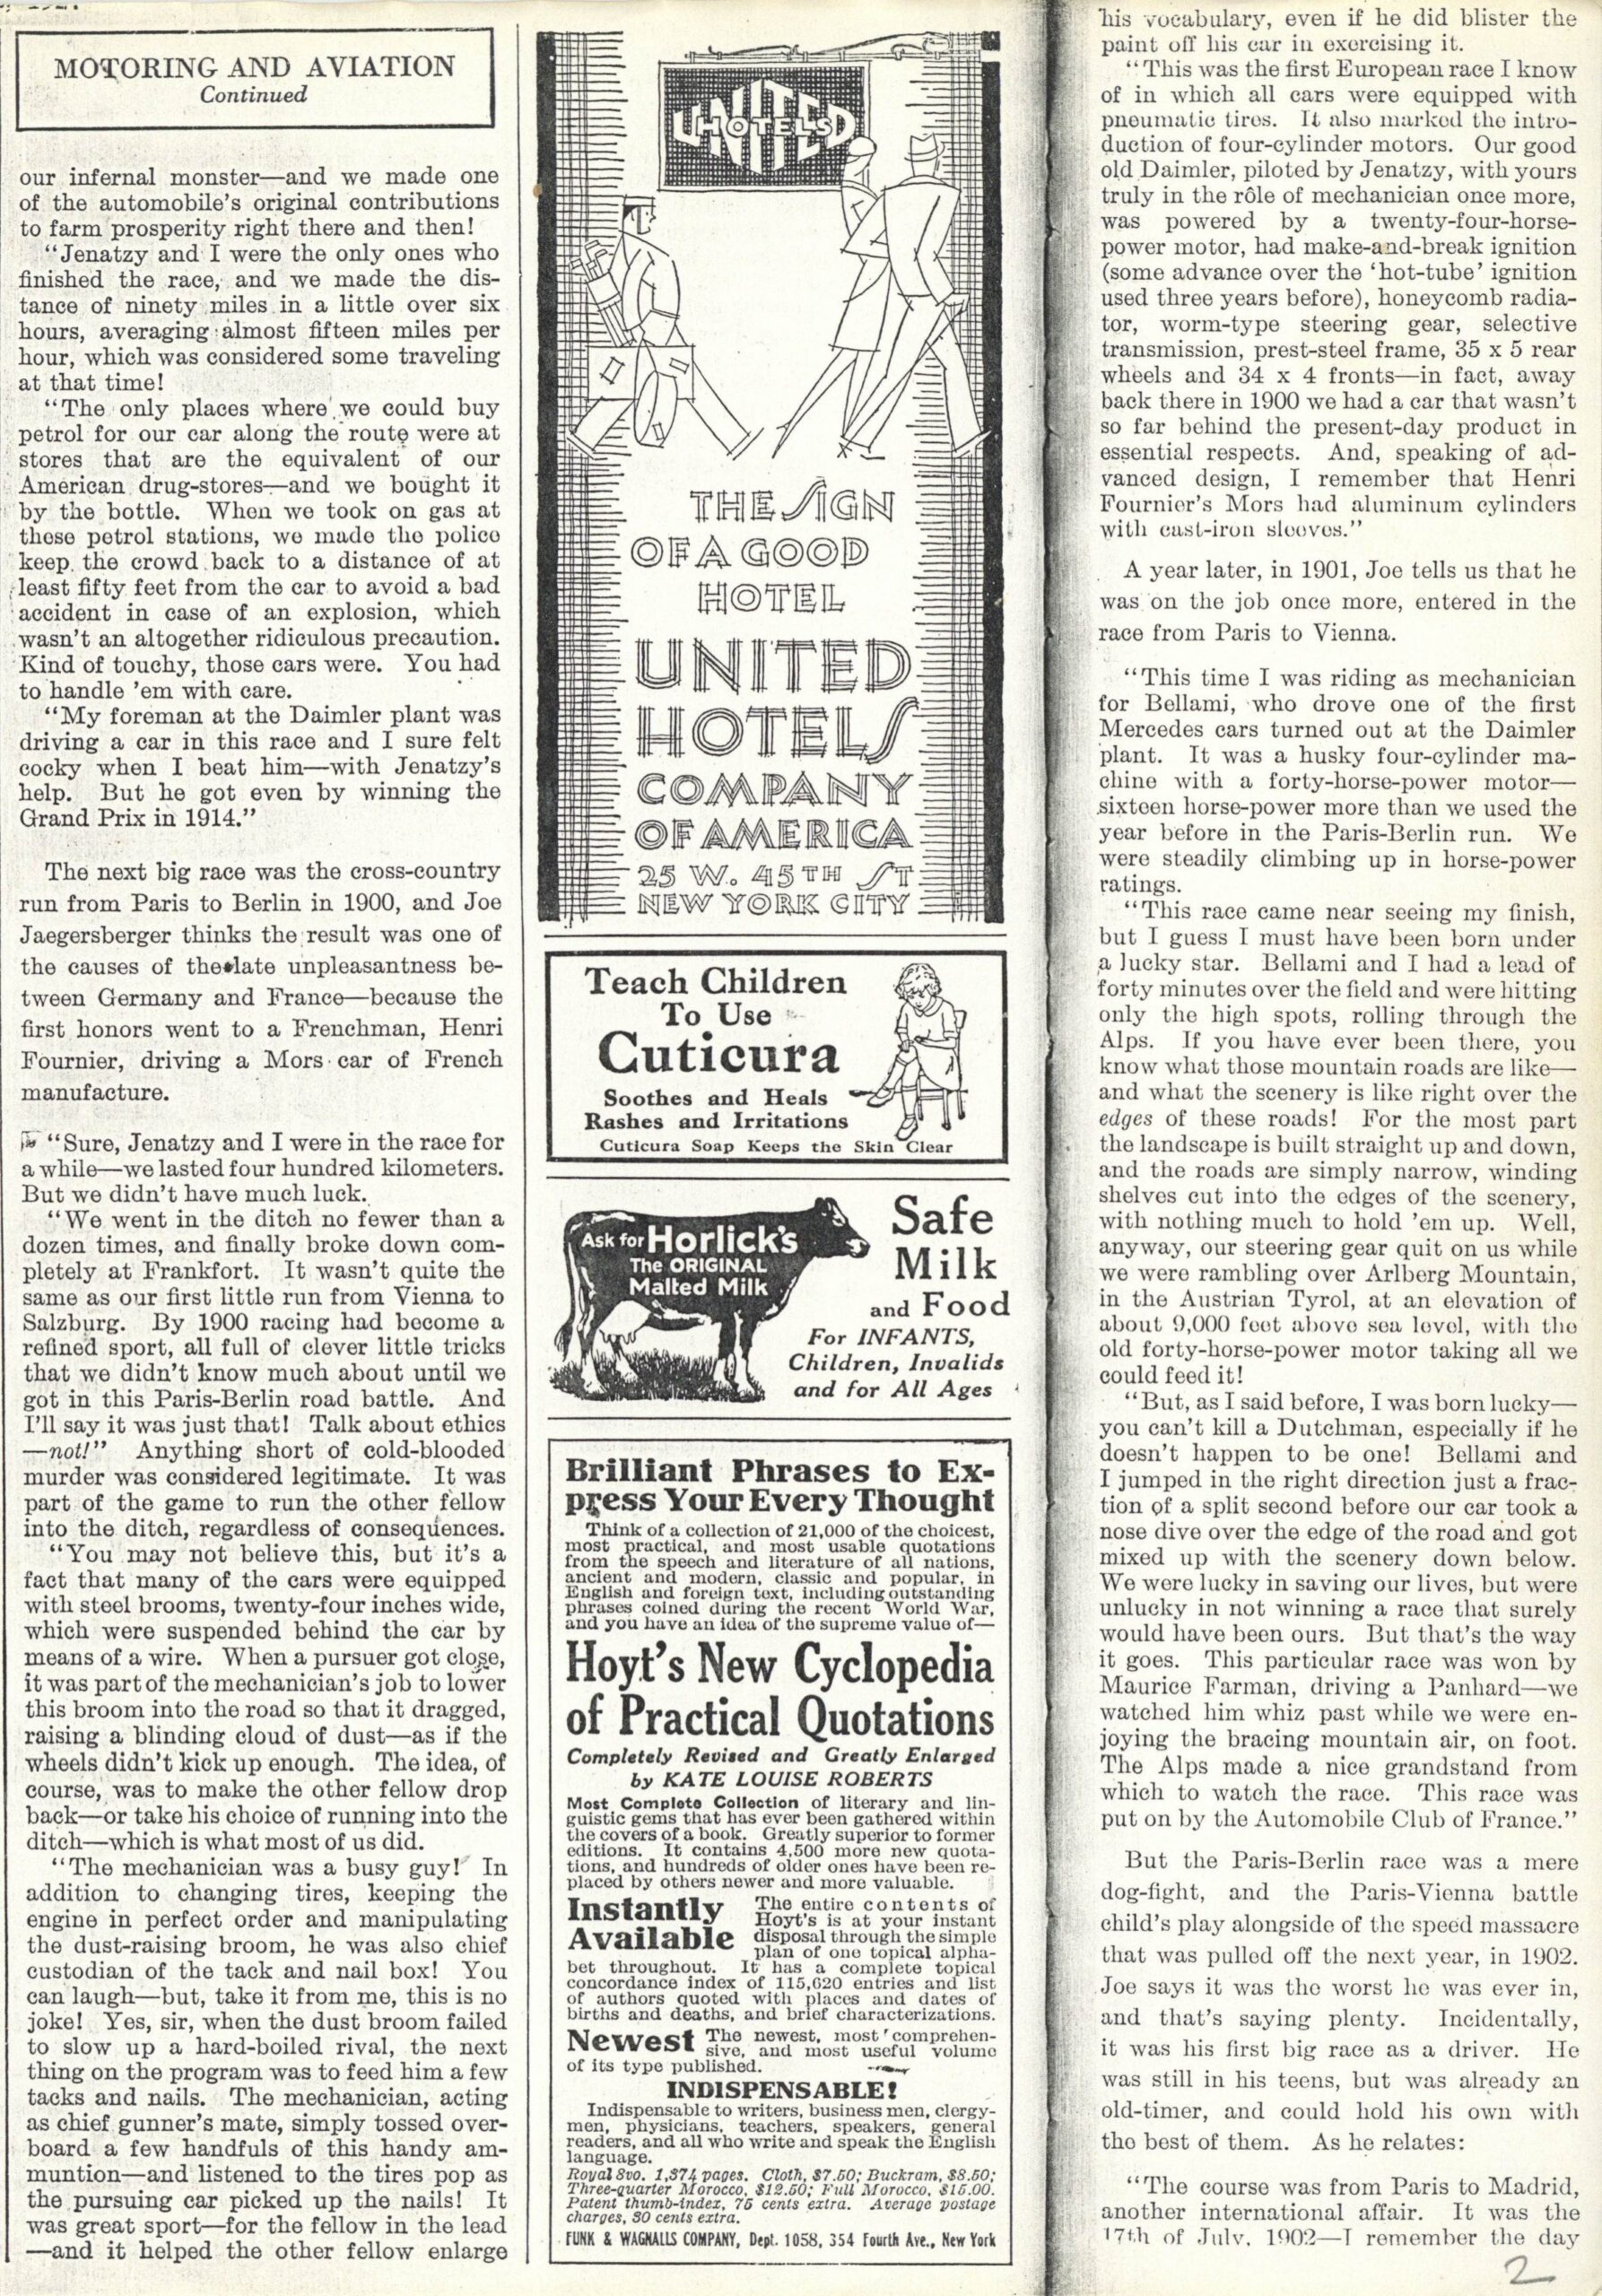 MOTORING AND AVIATION
Continued
our infernal monster—and we made one
of the automobile's original contributions
to farm prosperity right there and then!
"Jenatzy and I were the only ones who
finished the race, and we made the dis-
tance of ninety miles in a little over six
hours, averaging almost fifteen miles per
hour, which was considered some traveling
at that time!
"The only places where we could buy
petrol for our car along the route were at
stores that are the equivalent of our
American drug-stores—and we bought it
by the bottle. When we took on gas at
these petrol stations, we made the police
keep the crowd back to a distance of at
least fifty feet from the car to avoid a bad
accident in case of an explosion, which
wasn't an altogether ridiculous precaution.
Kind of touchy, those cars were. You had
to handle 'em with care.
"My foreman at the Daimler plant was
driving a car in this race and I sure felt
cocky when I beat him—with Jenatzy's
help. But he got even by winning the
Grand Prix in 1914."
The next big race was the cross-country
run from Paris to Berlin in 1900, and Joe
Jaegersberger thinks the result was one of
the causes of the late unpleasantness be-
tween Germany and France—because the
first honors went to a Frenchman, Henri
Fournier, driving a Mors car of French
manufacture.
"Sure, Jenatzy and I were in the race for
a while—we lasted four hundred kilometers.
But we didn't have much luck.
"We went in the ditch no fewer than a
dozen times, and finally broke down com-
pletely at Frankfort. It wasn't quite the
same as our first little run from Vienna to
Salzburg. By 1900 racing had become a
refined sport, all full of clever little tricks
that we didn't know much about until we
got in this Paris-Berlin road battle. And
I'll say it was just that! Talk about ethics
—not!" Anything short of cold-blooded
murder was considered legitimate. It was
part of the game to run the other fellow
into the ditch, regardless of consequences.
"You may not believe this, but it's a
fact that many of the cars were equipped
with steel brooms, twenty-four inches wide,
which were suspended behind the car by
means of a wire. When a pursuer got close,
it was part of the mechanician's job to lower
this broom into the road so that it dragged,
raising a blinding cloud of dust—as if the
wheels didn't kick up enough. The idea, of
course, was to make the other fellow drop
back—or take his choice of running into the
ditch—which is what most of us did.
"The mechanician was a busy guy! In
addition to changing tires, keeping the
engine in perfect order and manipulating
the dust-raising broom, he was also chief
custodian of the tack and nail box! You
can laugh—but, take it from me, this is no
joke! Yes, sir, when the dust broom failed
to slow up a hard-boiled rival, the next
thing on the program was to feed him a few
tacks and nails. The mechanician, acting
as chief gunner's mate, simply tossed over-
board a few handfuls of this handy am-
muntion—and listened to the tires pop as
the pursuing car picked up the nails! It
was great sport—for the fellow in the lead
—and it helped the other fellow enlarge
UNITED
HOTELS
THE SIGN
OF A GOOD
HOTEL
UNITED
HOTELS
COMPANY
OF AMERICA
25 W. 45TH ST
NEW YORK CITY
Teach Children
To Use
Cuticura
Soothes and Heals
Rashes and Irritations
Cuticura Soap Keeps the Skin Clear
Ask for Horlick's
The ORIGINAL
Malted Milk
Safe
Milk
and Food
For INFANTS,
Children, Invalids
and for All Ages
Brilliant Phrases to Ex-
press Your Every Thought
Think of a collection of 21,000 of the choicest,
most practical, and most usable quotations
from the speech and literature of all nations,
ancient and modern, classic and popular, in
English and foreign text, including outstanding
phrases coined during the recent World War,
and you have an idea of the supreme value of—
Hoyt's New Cyclopedia
of Practical Quotations
Completely Revised and Greatly Enlarged
by KATE LOUISE ROBERTS
Most Complete Collection of literary and lin-
guistic gems that has ever been gathered within
the covers of a book. Greatly superior to former
editions. It contains 4,500 more new quota-
tions, and hundreds of older ones have been re-
placed by others newer and more valuable.
Instantly Available The entire contents of
Hoyt's is at your instant
disposal through the simple
plan of one topical alpha-
bet throughout. It has a complete topical
concordance index of 115,620 entries and list
of authors quoted with places and dates of
births and deaths, and brief characterizations.
Newest The newest, most comprehen-
sive, and most useful volume
of its type published.
INDISPENSABLE!
Indispensable to writers, business men, clergy-
men, physicians, teachers, speakers, general
readers, and all who write and speak the English
language.
Royal 8vo. 1,374 pages. Cloth, $7.50; Buckram, $8.50;
Three-quarter Morocco, $12.50; Full Morocco, $15.00.
Patent thumb-index, 75 cents extra. Average postage
charges, 30 cents extra.
FUNK & WAGNALLS COMPANY, Dept. 1058, 354 Fourth Ave., New York
his vocabulary, even if he did blister the
paint off his car in exercising it.
"This was the first European race I know
of in which all cars were equipped with
pneumatic tires. It also marked the intro-
duction of four-cylinder motors. Our good
old Daimler, piloted by Jenatzy, with yours
truly in the rôle of mechanician once more,
was powered by a twenty-four-horse-
power motor, had make-and-break ignition
(some advance over the 'hot-tube' ignition
used three years before), honeycomb radia-
tor, worm-type steering gear, selective
transmission, prest-steel frame, 35 x 5 rear
wheels and 34 x 4 fronts—in fact, away
back there in 1900 we had a car that wasn't
so far behind the present-day product in
essential respects. And, speaking of ad-
vanced design, I remember that Henri
Fournier's Mors had aluminum cylinders
with cast-iron sleeves."
A year later, in 1901, Joe tells us that he
was on the job once more, entered in the
race from Paris to Vienna.
"This time I was riding as mechanician
for Bellami, who drove one of the first
Mercedes cars turned out at the Daimler
plant. It was a husky four-cylinder ma-
chine with a forty-horse-power motor—
sixteen horse-power more than we used the
year before in the Paris-Berlin run. We
were steadily climbing up in horse-power
ratings.
"This race came near seeing my finish,
but I guess I must have been born under
a lucky star. Bellami and I had a lead of
forty minutes over the field and were hitting
only the high spots, rolling through the
Alps. If you have ever been there, you
know what those mountain roads are like—
and what the scenery is like right over the
edges of these roads! For the most part
the landscape is built straight up and down,
and the roads are simply narrow, winding
shelves cut into the edges of the scenery,
with nothing much to hold 'em up. Well,
anyway, our steering gear quit on us while
we were rambling over Arlberg Mountain,
in the Austrian Tyrol, at an elevation of
about 9,000 feet above sea level, with the
old forty-horse-power motor taking all we
could feed it!
"But, as I said before, I was born lucky—
you can't kill a Dutchman, especially if he
doesn't happen to be one! Bellami and
I jumped in the right direction just a frac-
tion of a split second before our car took a
nose dive over the edge of the road and got
mixed up with the scenery down below.
We were lucky in saving our lives, but were
unlucky in not winning a race that surely
would have been ours. But that's the way
it goes. This particular race was won by
Maurice Farman, driving a Panhard—we
watched him whiz past while we were en-
joying the bracing mountain air, on foot.
The Alps made a nice grandstand from
which to watch the race. This race was
put on by the Automobile Club of France."
But the Paris-Berlin race was a mere
dog-fight, and the Paris-Vienna battle
child's play alongside of the speed massacre
that was pulled off the next year, in 1902.
Joe says it was the worst he was ever in,
and that's saying plenty. Incidentally,
it was his first big race as a driver. He
was still in his teens, but was already an
old-timer, and could hold his own with
the best of them. As he relates:
"The course was from Paris to Madrid,
another international affair. It was the
17th of July, 1902—I remember the day
2